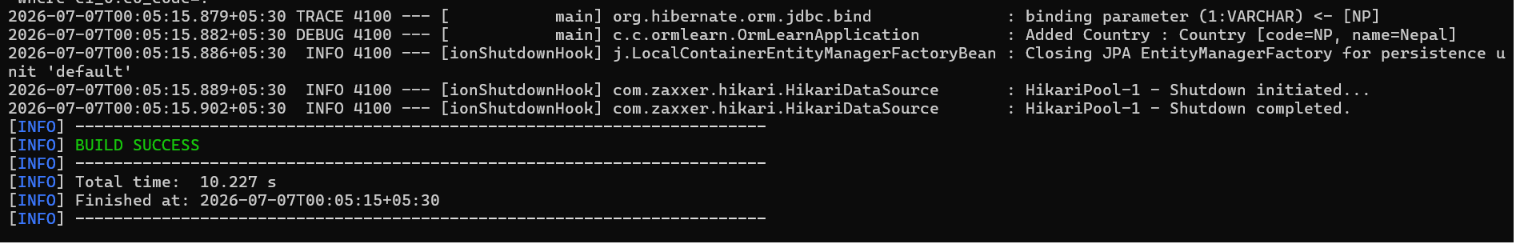 where c1_0.co_code=?
2026-07-07T00:05:15.879+05:30 TRACE 4100 --- [           main] org.hibernate.orm.jdbc.bind              : binding parameter (1:VARCHAR) <- [NP]
2026-07-07T00:05:15.882+05:30 DEBUG 4100 --- [           main] c.c.ormlearn.OrmLearnApplication         : Added Country : Country [code=NP, name=Nepal]
2026-07-07T00:05:15.886+05:30  INFO 4100 --- [ionShutdownHook] j.LocalContainerEntityManagerFactoryBean : Closing JPA EntityManagerFactory for persistence u
nit 'default'
2026-07-07T00:05:15.889+05:30  INFO 4100 --- [ionShutdownHook] com.zaxxer.hikari.HikariDataSource       : HikariPool-1 - Shutdown initiated...
2026-07-07T00:05:15.902+05:30  INFO 4100 --- [ionShutdownHook] com.zaxxer.hikari.HikariDataSource       : HikariPool-1 - Shutdown completed.
[INFO] ------------------------------------------------------------------------
[INFO] BUILD SUCCESS
[INFO] ------------------------------------------------------------------------
[INFO] Total time:  10.227 s
[INFO] Finished at: 2026-07-07T00:05:15+05:30
[INFO] ------------------------------------------------------------------------